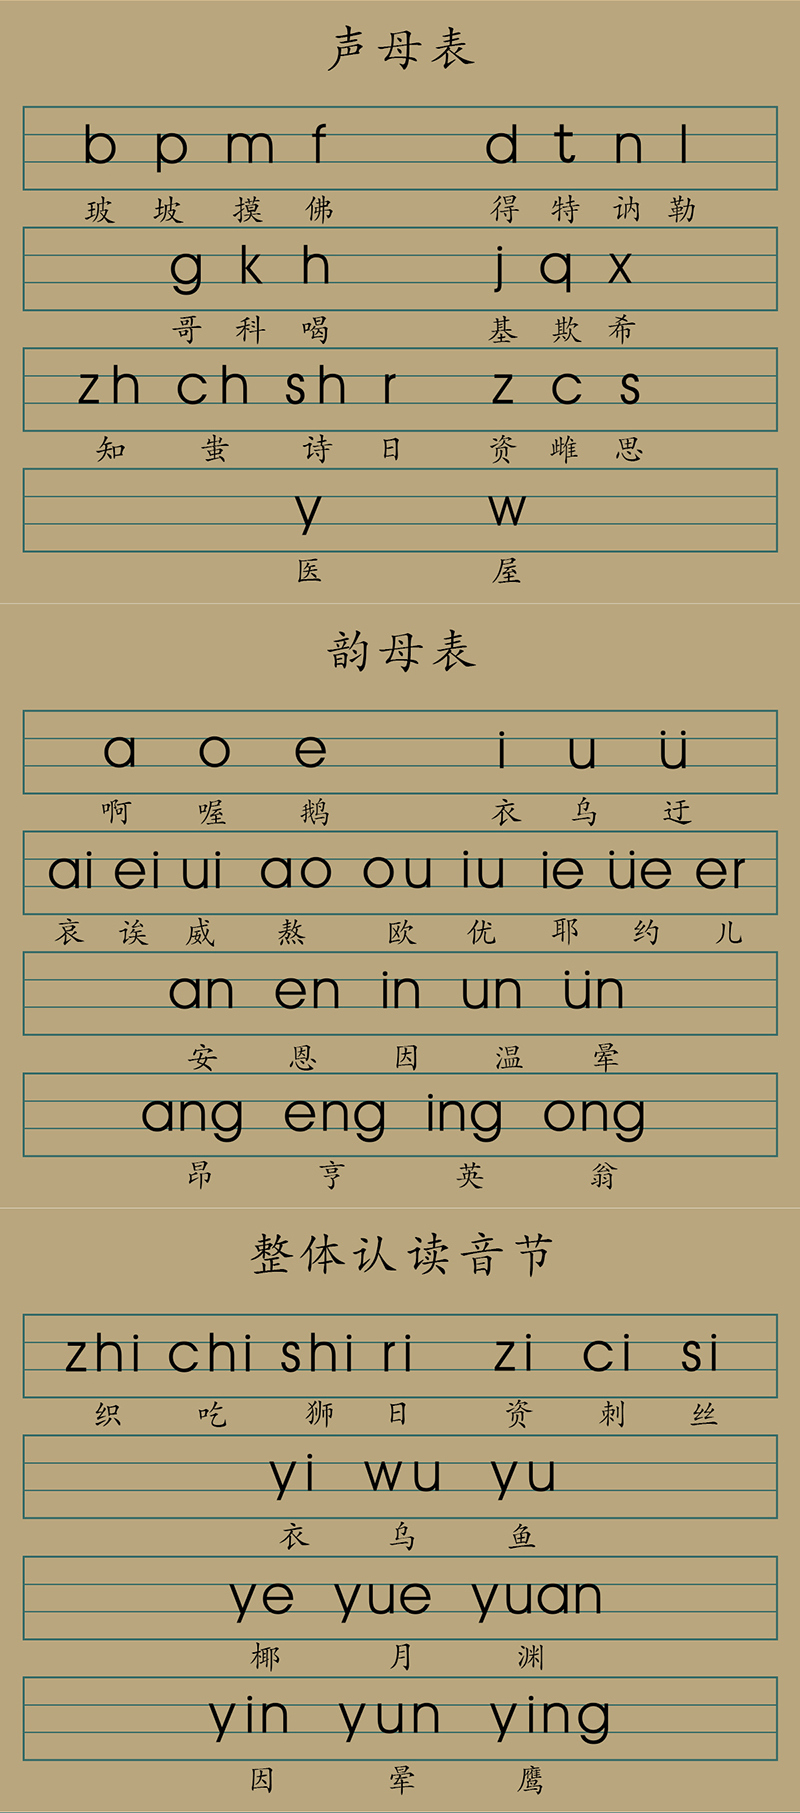 声母表
b p m f d t n l
玻 坡 摸 佛 得 特 讷 勒
g k h j q x
哥 科 喝 基 欺 希
zh ch sh r z c s
知 蚩 诗 日 资 雌 思
y w
医 屋
韵母表
a o e i u ü
啊 喔 鹅 衣 乌 迂
ai ei ui ao ou iu ie üe er
哀 诶 威 熬 欧 优 耶 约 儿
an en in un ün
安 恩 因 温 晕
ang eng ing ong
昂 亨 英 翁
整体认读音节
zhi chi shi ri zi ci si
织 吃 狮 日 资 刺 丝
yi wu yu
衣 乌 鱼
ye yue yuan
椰 月 渊
yin yun ying
因 晕 鹰